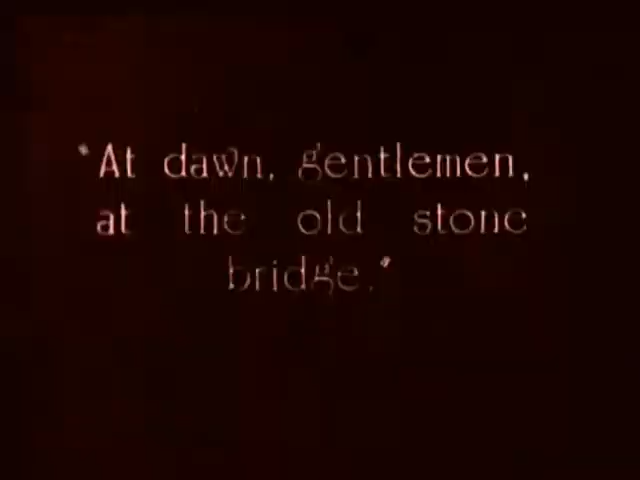 "At dawn, gentlemen,
at the old stone
bridge."